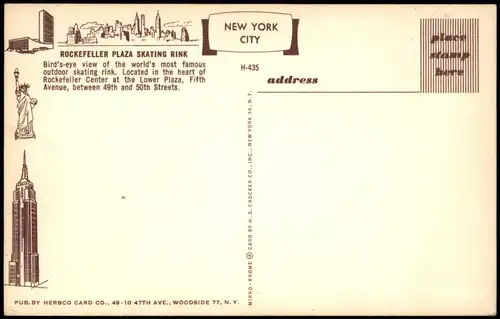 ROCKEFELLER PLAZA SKATING RINK
Bird's-eye view of the world's most famous
outdoor skating rink. Located in the heart of
Rockefeller Center at the Lower Plaza, Fifth
Avenue, between 49th and 50th Streets.
NEW YORK
CITY
H-435
address
place
stamp
here
MIRRO-KROME ® CARD BY H. S. CROCKER CO., INC., NEW YORK 36, N. Y.
PUB. BY HERBCO CARD CO., 49-10 47TH AVE., WOODSIDE 77, N. Y.